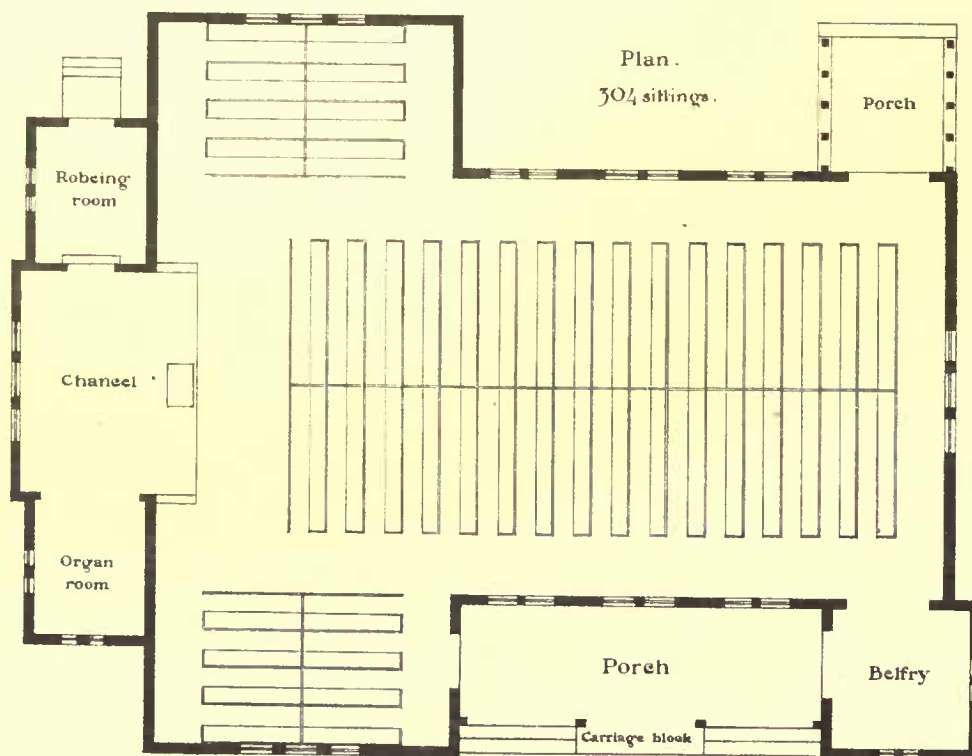 Plan.
304 sittings.
Porch
Robeing
room
Chancel
Organ
room
Porch
Belfry
Carriage block